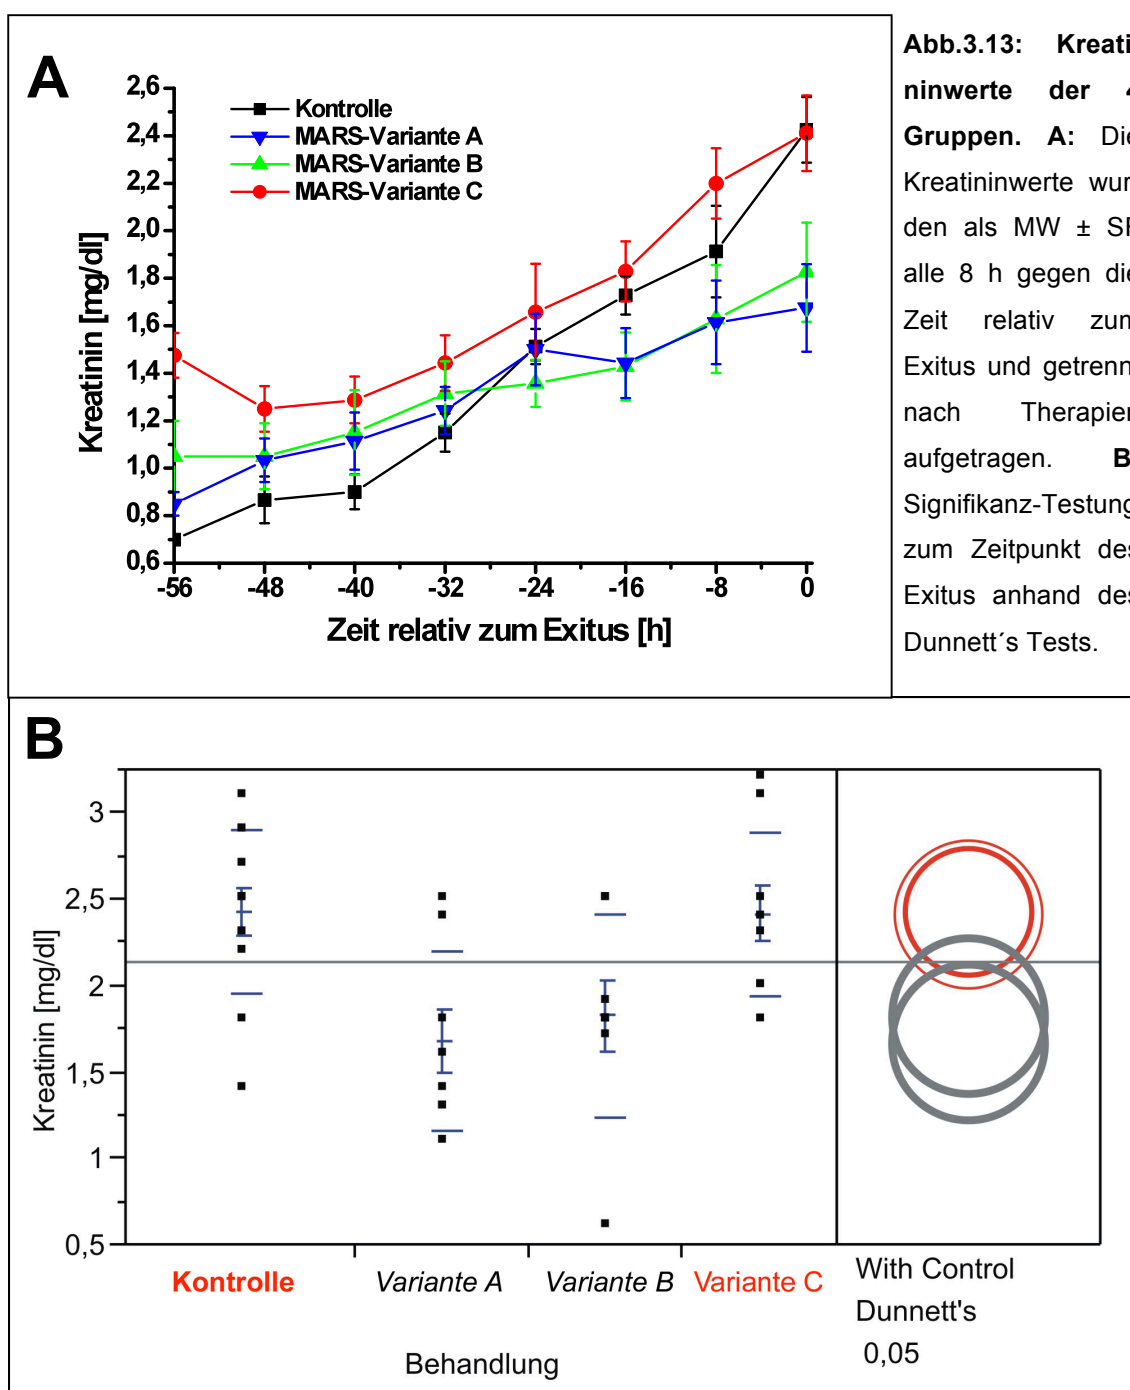 A
Kreatinin [mg/dl]
2,6
2,4
2,2
2,0
1,8
1,6
1,4
1,2
1,0
0,8
0,6
Kontrolle
MARS-Variante A
MARS-Variante B
MARS-Variante C
-56 -48 -40 -32 -24 -16 -8 0
Zeit relativ zum Exitus [h]
Abb.3.13: Kreati
ninwerte der 4
Gruppen. A: Die
Kreatininwerte wur
den als MW ± SF
alle 8 h gegen die
Zeit relativ zum
Exitus und getrenn
nach Therapien
aufgetragen. B
Signifikanz-Testung
zum Zeitpunkt des
Exitus anhand des
Dunnett´s Tests.
B
Kreatinin [mg/dl]
3
2,5
2
1,5
1
0,5
Kontrolle Variante A Variante B Variante C
Behandlung
With Control
Dunnett's
0,05